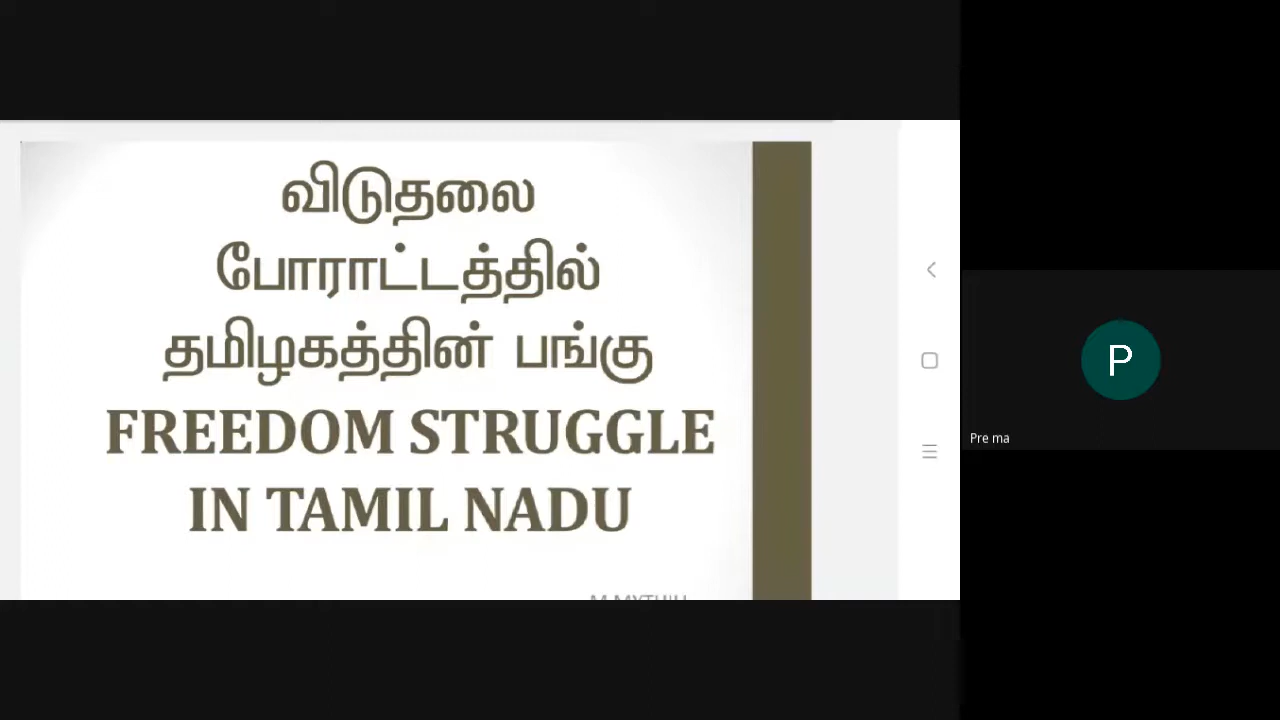 விடுதலை
போராட்டத்தில்
தமிழகத்தின் பங்கு
FREEDOM STRUGGLE
IN TAMIL NADU
P
Pre ma